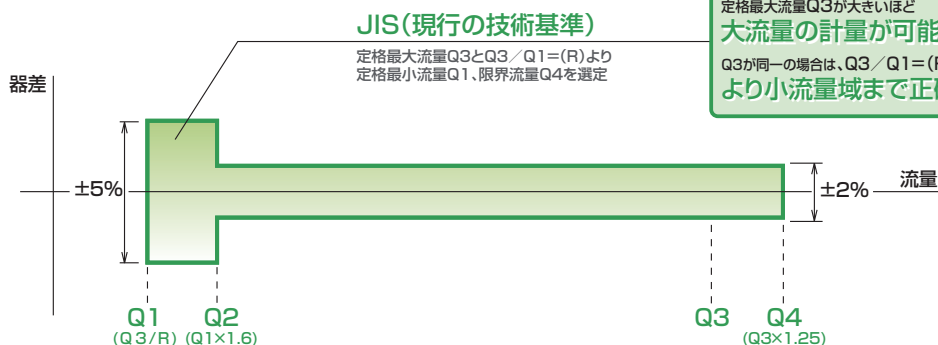 定格最大流量Q3が大きいほど
大流量の計量が可能
Q3が同一の場合は、Q3／Q1=(R
より小流量域まで正
JIS(現行の技術基準)
定格最大流量Q3とQ3／Q1=(R)より
定格最小流量Q1、限界流量Q4を選定
器差
±5%
±2%
流量
Q1 Q2 Q3 Q4
(Q3/R) (Q1×1.6) (Q3×1.25)